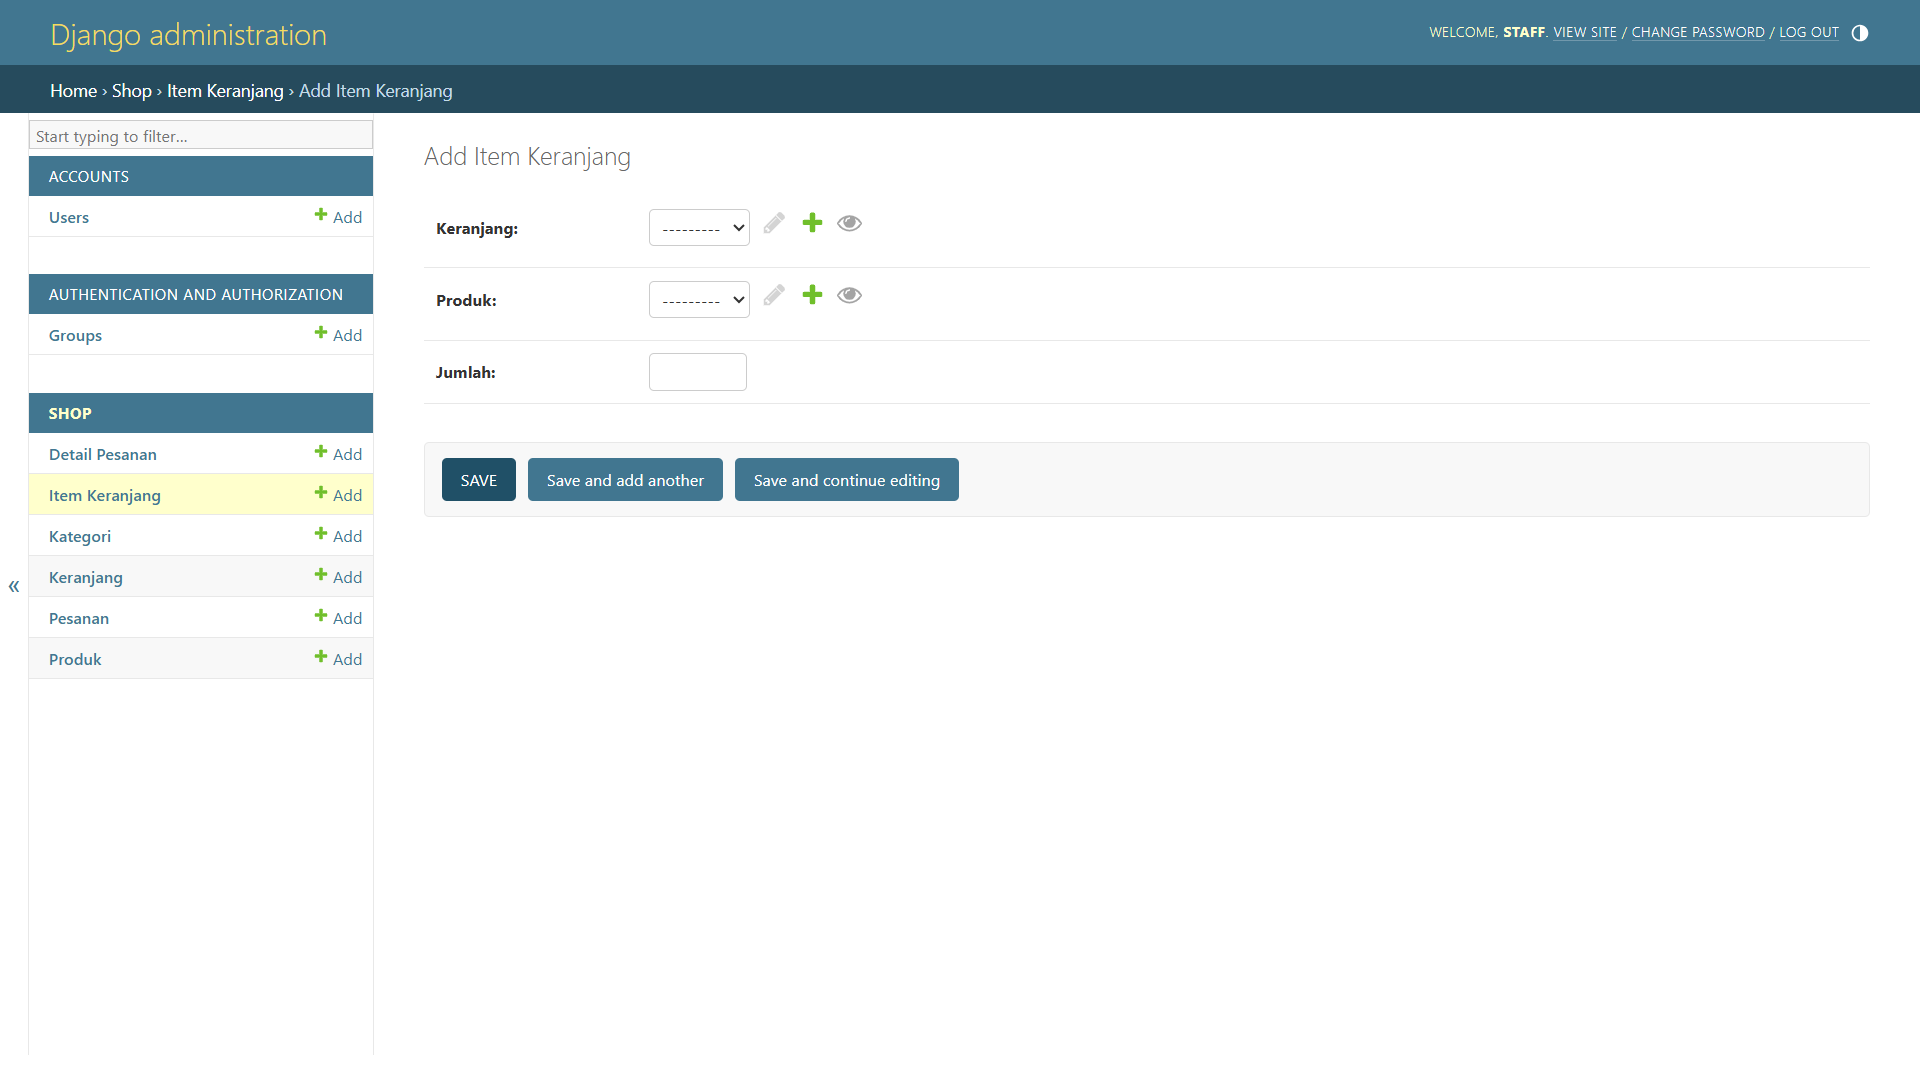 Django administration
WELCOME, STAFF. VIEW SITE / CHANGE PASSWORD / LOG OUT
Home › Shop › Item Keranjang › Add Item Keranjang
Start typing to filter...
ACCOUNTS
Users
Add
AUTHENTICATION AND AUTHORIZATION
Groups
Add
SHOP
Detail Pesanan
Add
Item Keranjang
Add
Kategori
Add
Keranjang
Add
Pesanan
Add
Produk
Add
«
Add Item Keranjang
Keranjang:
---------
Produk:
---------
Jumlah:
SAVE
Save and add another
Save and continue editing